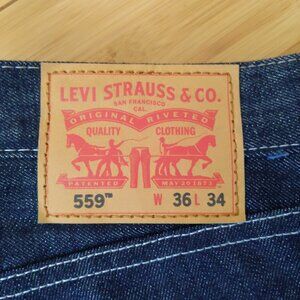 LEVI STRAUSS & CO.
SAN FRANCISCO
CAL.
ORIGINAL RIVETED
QUALITY CLOTHING
PATENTED MAY 20 1873
559™ W 36 L 34